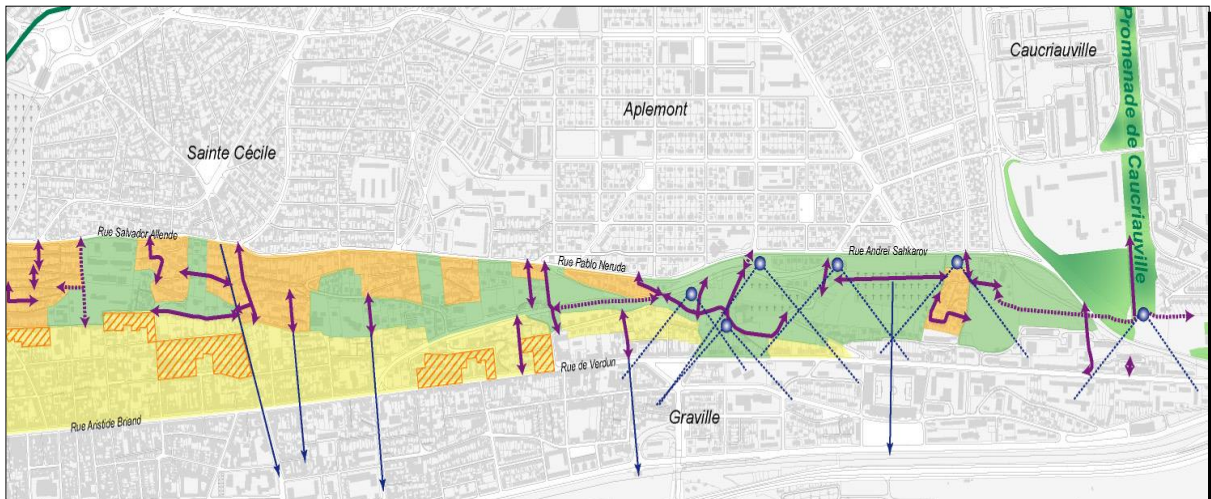 Caucriauville
Promenade de Caucriauville
Aplemont
Sainte Cécile
Rue Salvador Allende
Rue Pablo Neruda
Rue Andreï Sahkarov
Rue de Verdun
Graville
Rue Aristide Briand